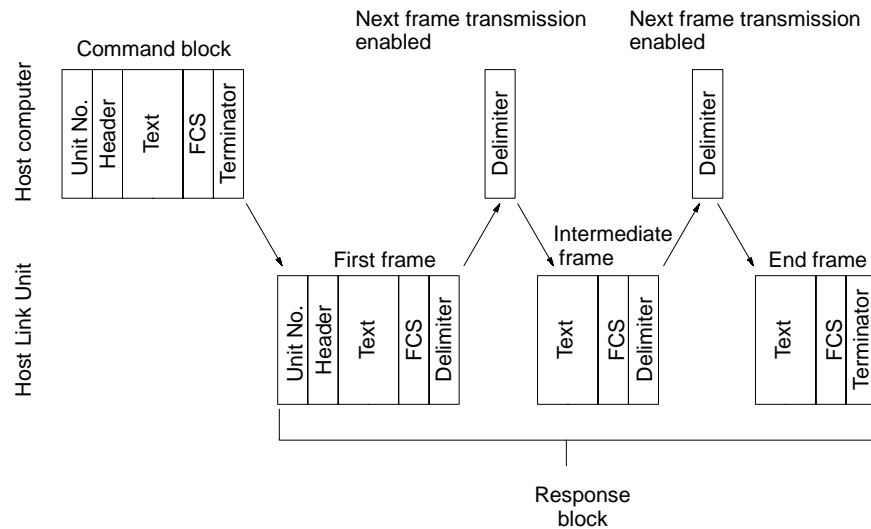 Next frame transmission
enabled
Next frame transmission
enabled
Command block
Host computer
Unit No.
Header
Text
FCS
Terminator
Delimiter
Delimiter
Host Link Unit
First frame
Unit No.
Header
Text
FCS
Delimiter
Intermediate
frame
Text
FCS
Delimiter
End frame
Text
FCS
Terminator
Response
block